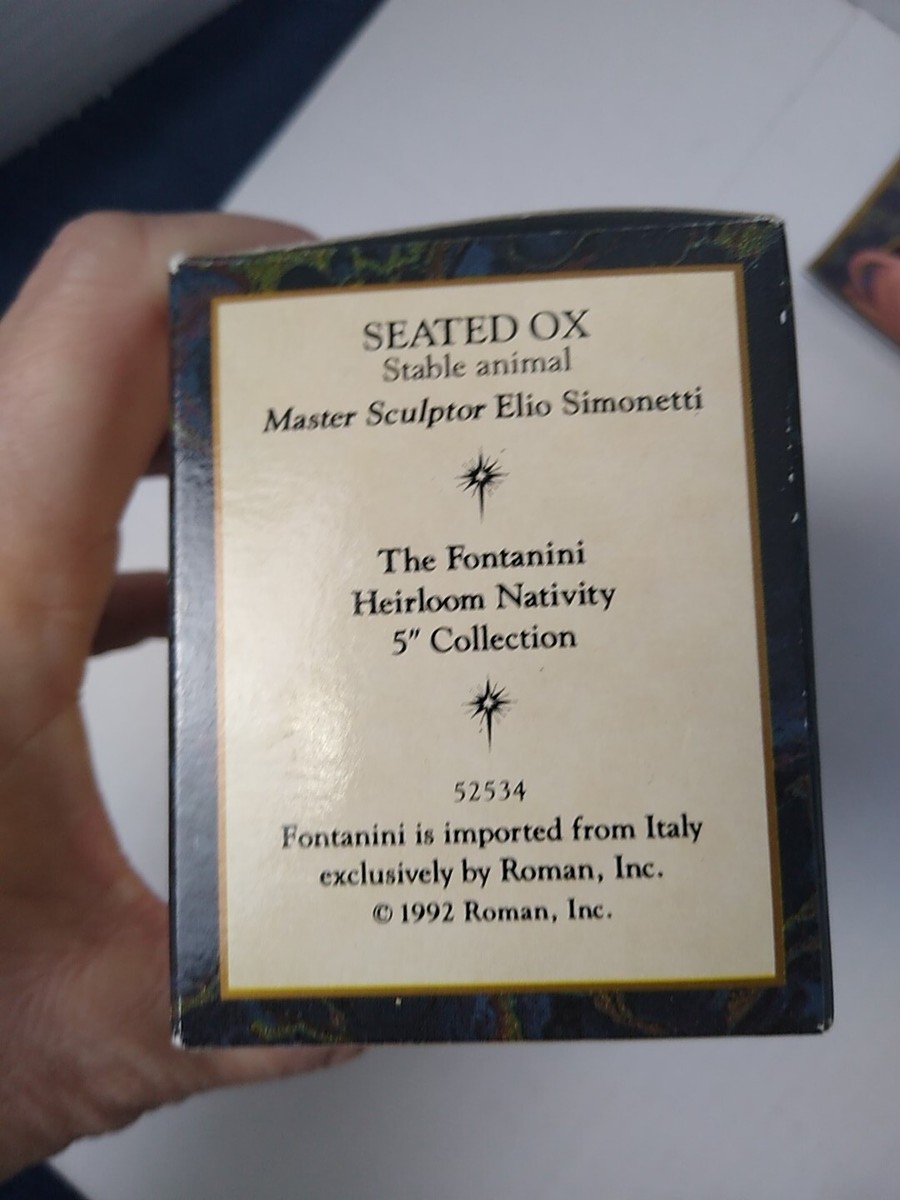 SEATED OX
Stable animal
Master Sculptor Elio Simonetti
The Fontanini
Heirloom Nativity
5" Collection
52534
Fontanini is imported from Italy
exclusively by Roman, Inc.
© 1992 Roman, Inc.